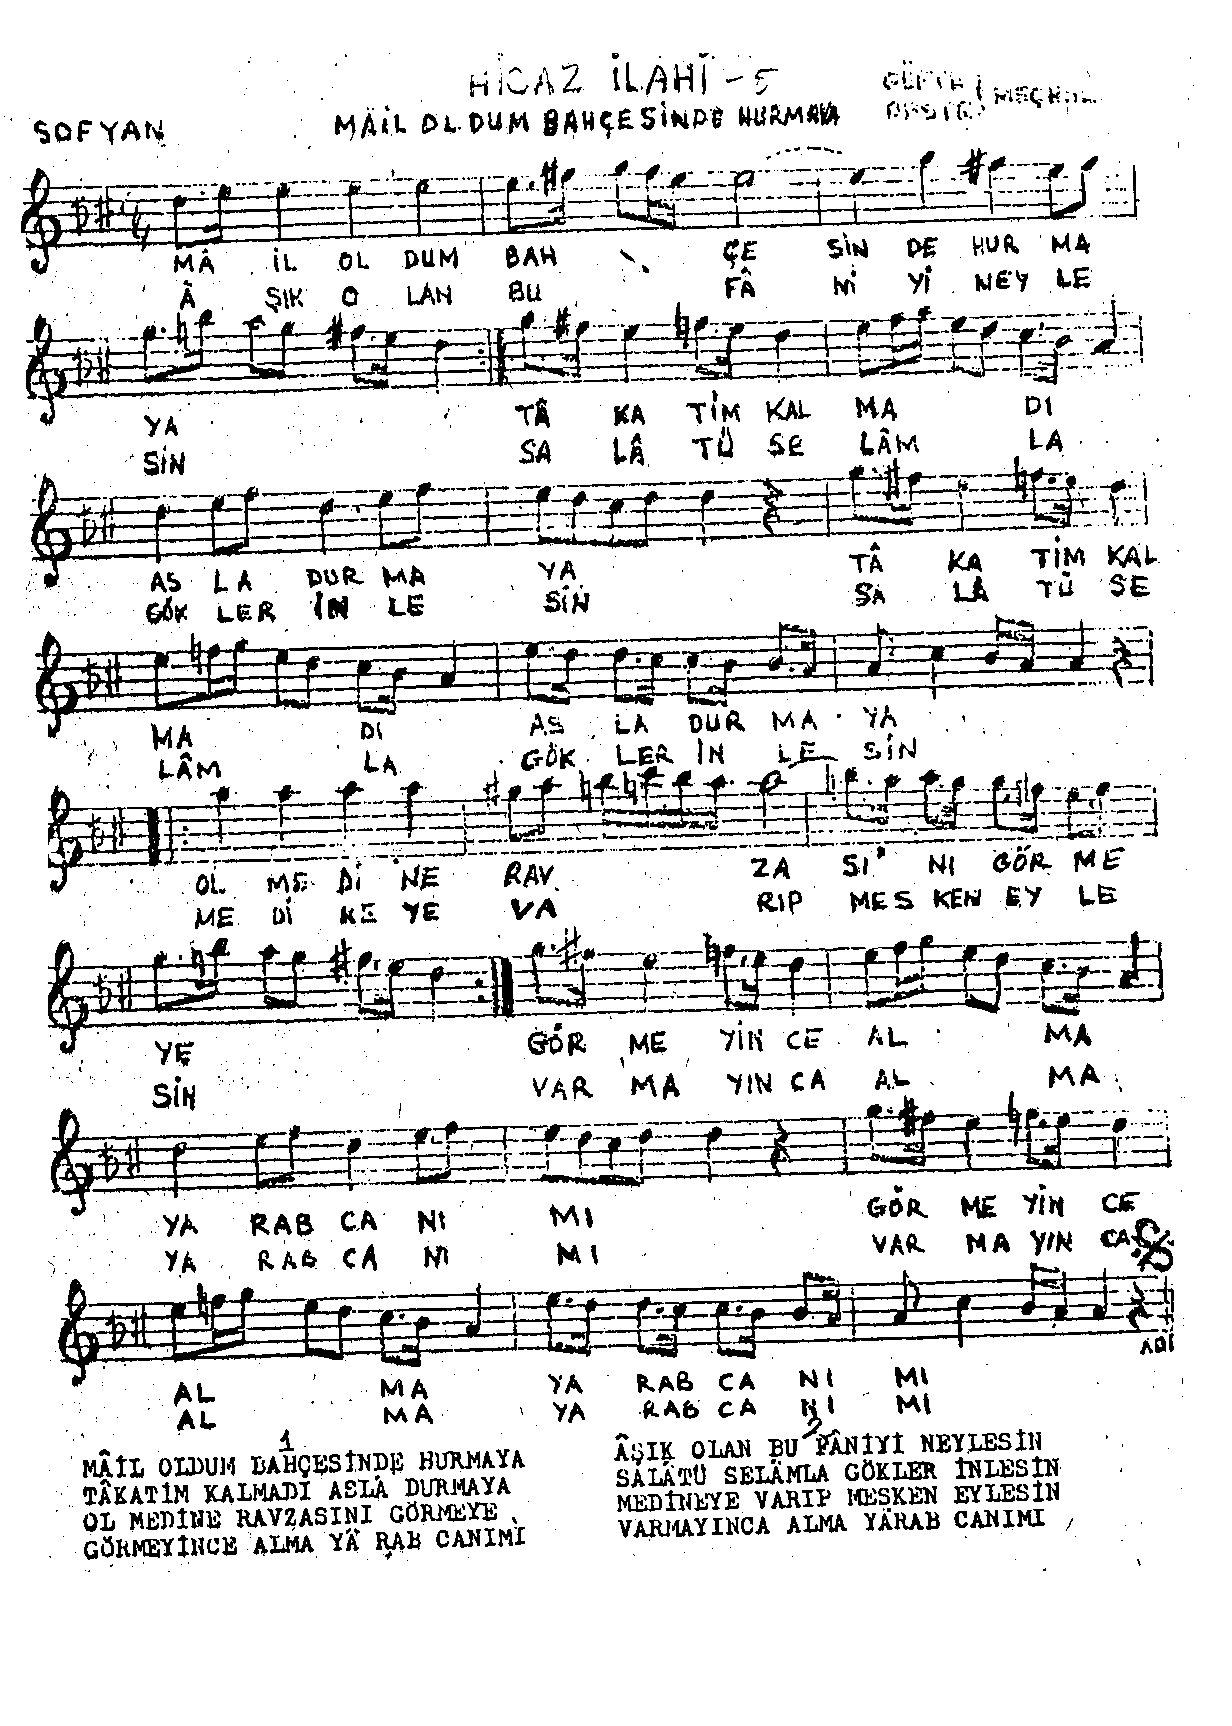 HİCAZ İLAHİ - 5
GÜFTE
BESTE
MEÇHUL
SOFYAN
MÂİL OLDUM BAHÇESİNDE HURMAYA
MÂ İL OL DUM BAH ÇE SİN DE HUR MA
Â ŞIK O LAN BU FÂ Nİ Yİ NEY LE
YA TÂ KA TİM KAL MA DI
SİN SA LÂ TÜ SE LÂM LA
AS LA DUR MA YA TÂ KA TİM KAL
GÖK LER İN LE SİN SA LÂ TÜ SE
MA DI AS LA DUR MA YA
LÂM LA GÖK LER İN LE SİN
OL ME Dİ NE RAV ZA SI NI GÖR ME
ME Dİ NE YE VA RIP MES KEN EY LE
YE GÖR ME YİN CE AL MA
SİN VAR MA YIN CA AL MA
YA RAB CA NI MI GÖR ME YİN CE
YA RAB CA NI MI VAR MA YIN CA
AL MA YA RAB CA NI MI
AL MA YA RAB CA NI MI
1
MÂİL OLDUM BAHÇESİNDE HURMAYA
TÂKATİM KALMADI ASLÂ DURMAYA
OL MEDİNE RAVZASINI GÖRMEYE
GÖRMEYİNCE ALMA YÂ RAB CANIMI
2
ÂŞIK OLAN BU FÂNİYİ NEYLESİN
SALÂTÜ SELÂMLA GÖKLER İNLESİN
MEDİNEYE VARIP MESKEN EYLESİN
VARMAYINCA ALMA YÂRAB CANIMI